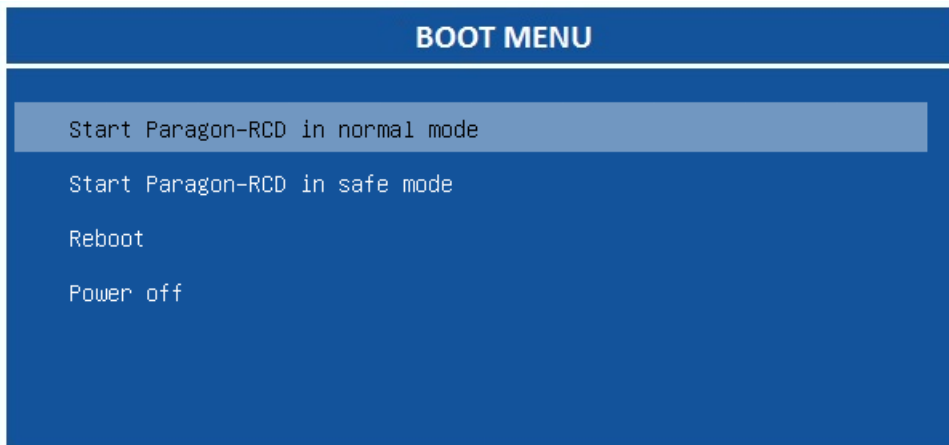 BOOT MENU
Start Paragon-RCD in normal mode
Start Paragon-RCD in safe mode
Reboot
Power off